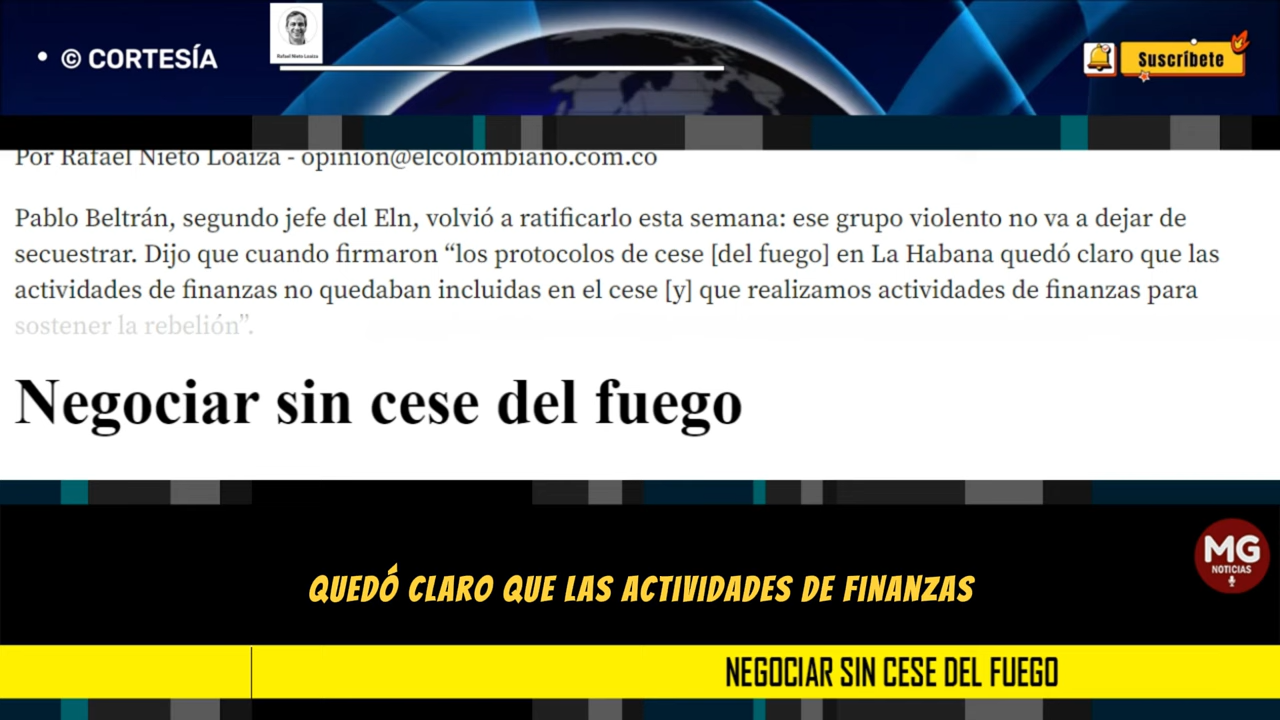 • © CORTESÍA
Rafael Nieto Loaiza
Suscríbete
Por Rafael Nieto Loaiza - opinion@elcolombiano.com.co
Pablo Beltrán, segundo jefe del Eln, volvió a ratificarlo esta semana: ese grupo violento no va a dejar de
secuestrar. Dijo que cuando firmaron “los protocolos de cese [del fuego] en La Habana quedó claro que las
actividades de finanzas no quedaban incluidas en el cese [y] que realizamos actividades de finanzas para
sostener la rebelión”.
Negociar sin cese del fuego
MG
NOTICIAS
QUEDÓ CLARO QUE LAS ACTIVIDADES DE FINANZAS
NEGOCIAR SIN CESE DEL FUEGO